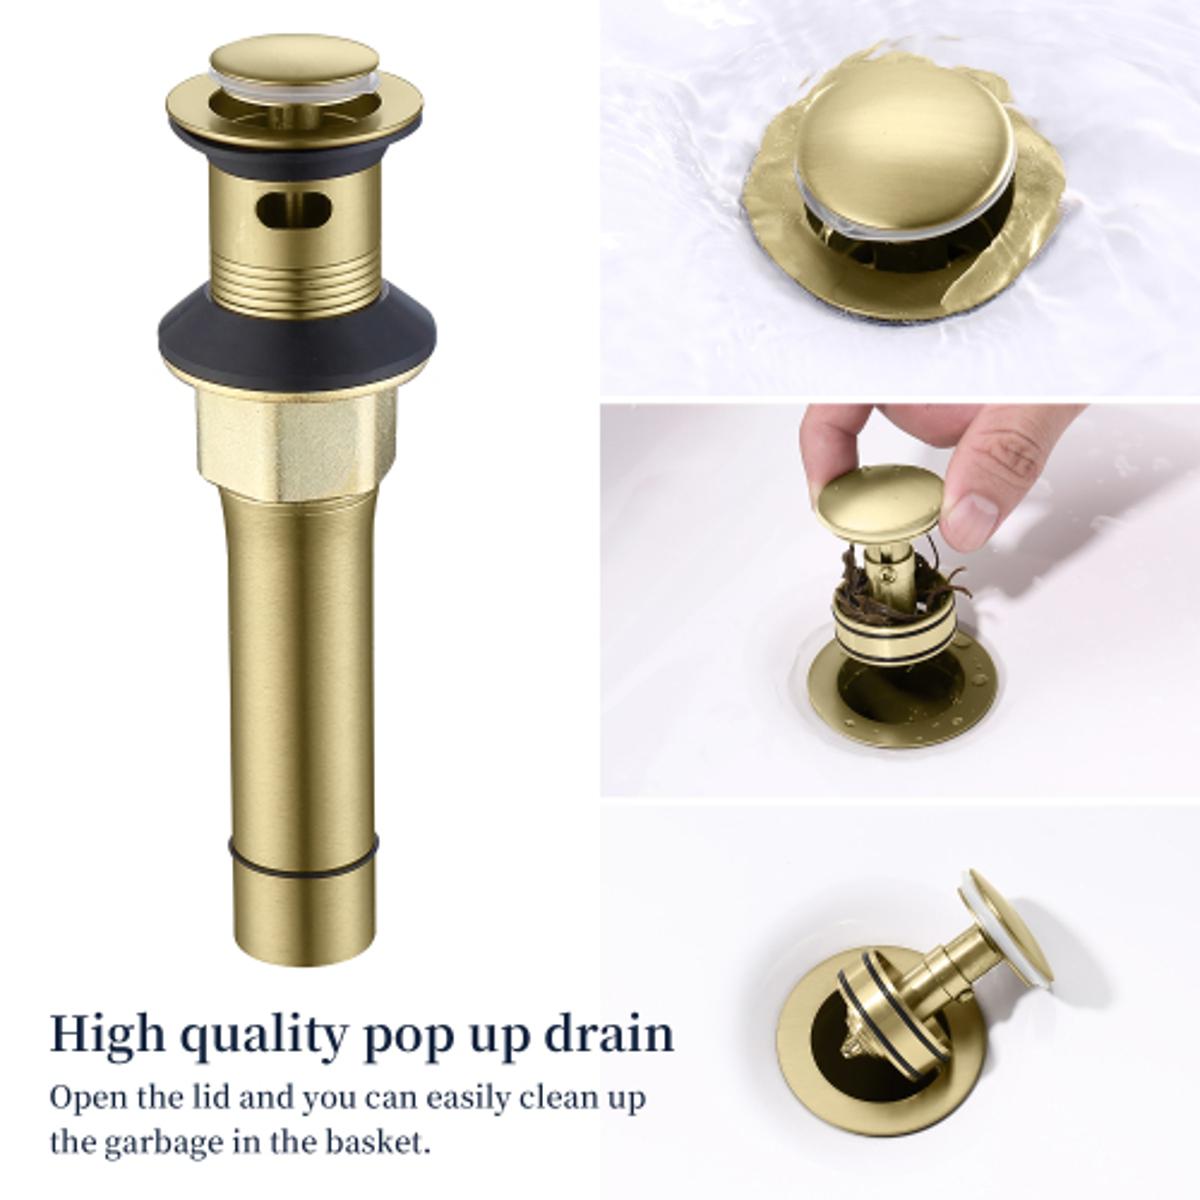 High quality pop up drain
Open the lid and you can easily clean up
the garbage in the basket.